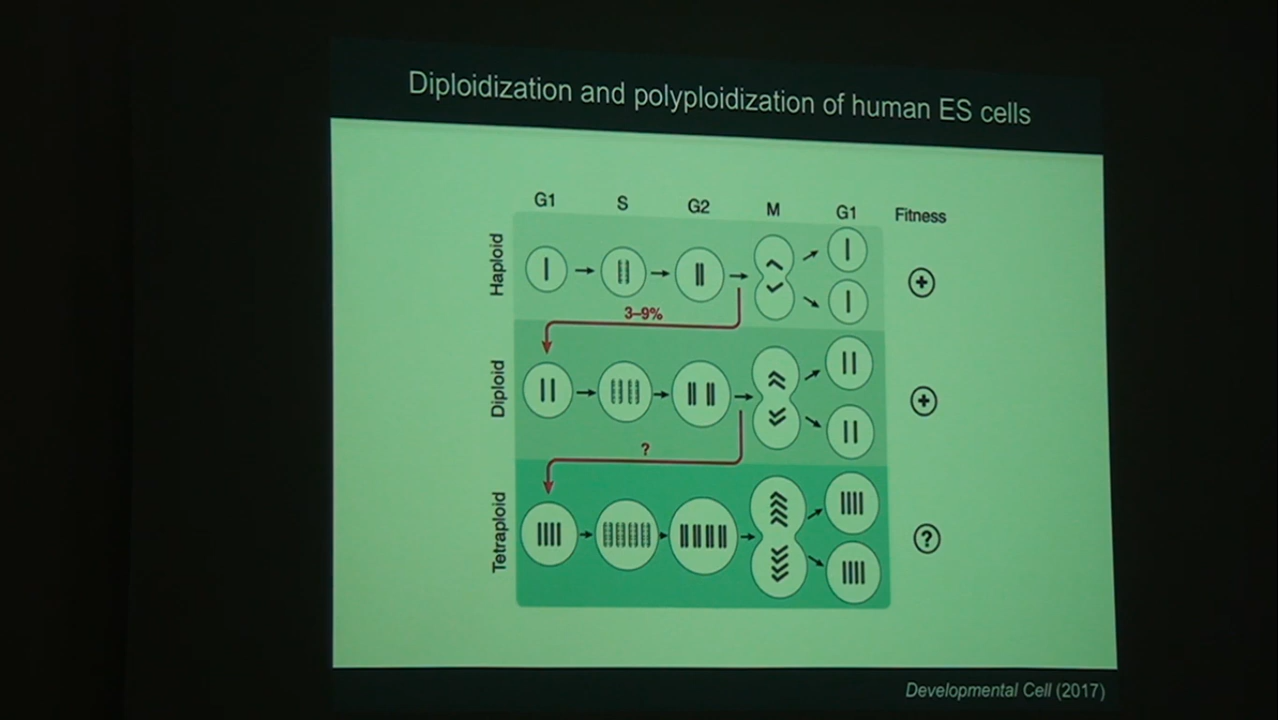 Diploidization and polyploidization of human ES cells
G1 S G2 M G1 Fitness
Haploid
+
3–9%
Diploid
+
?
Tetraploid
?
Developmental Cell (2017)